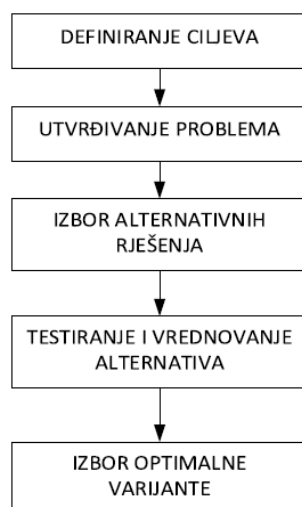 DEFINIRANJE CILJEVA
UTVRĐIVANJE PROBLEMA
IZBOR ALTERNATIVNIH
RJEŠENJA
TESTIRANJE I VREDNOVANJE
ALTERNATIVA
IZBOR OPTIMALNE
VARIJANTE